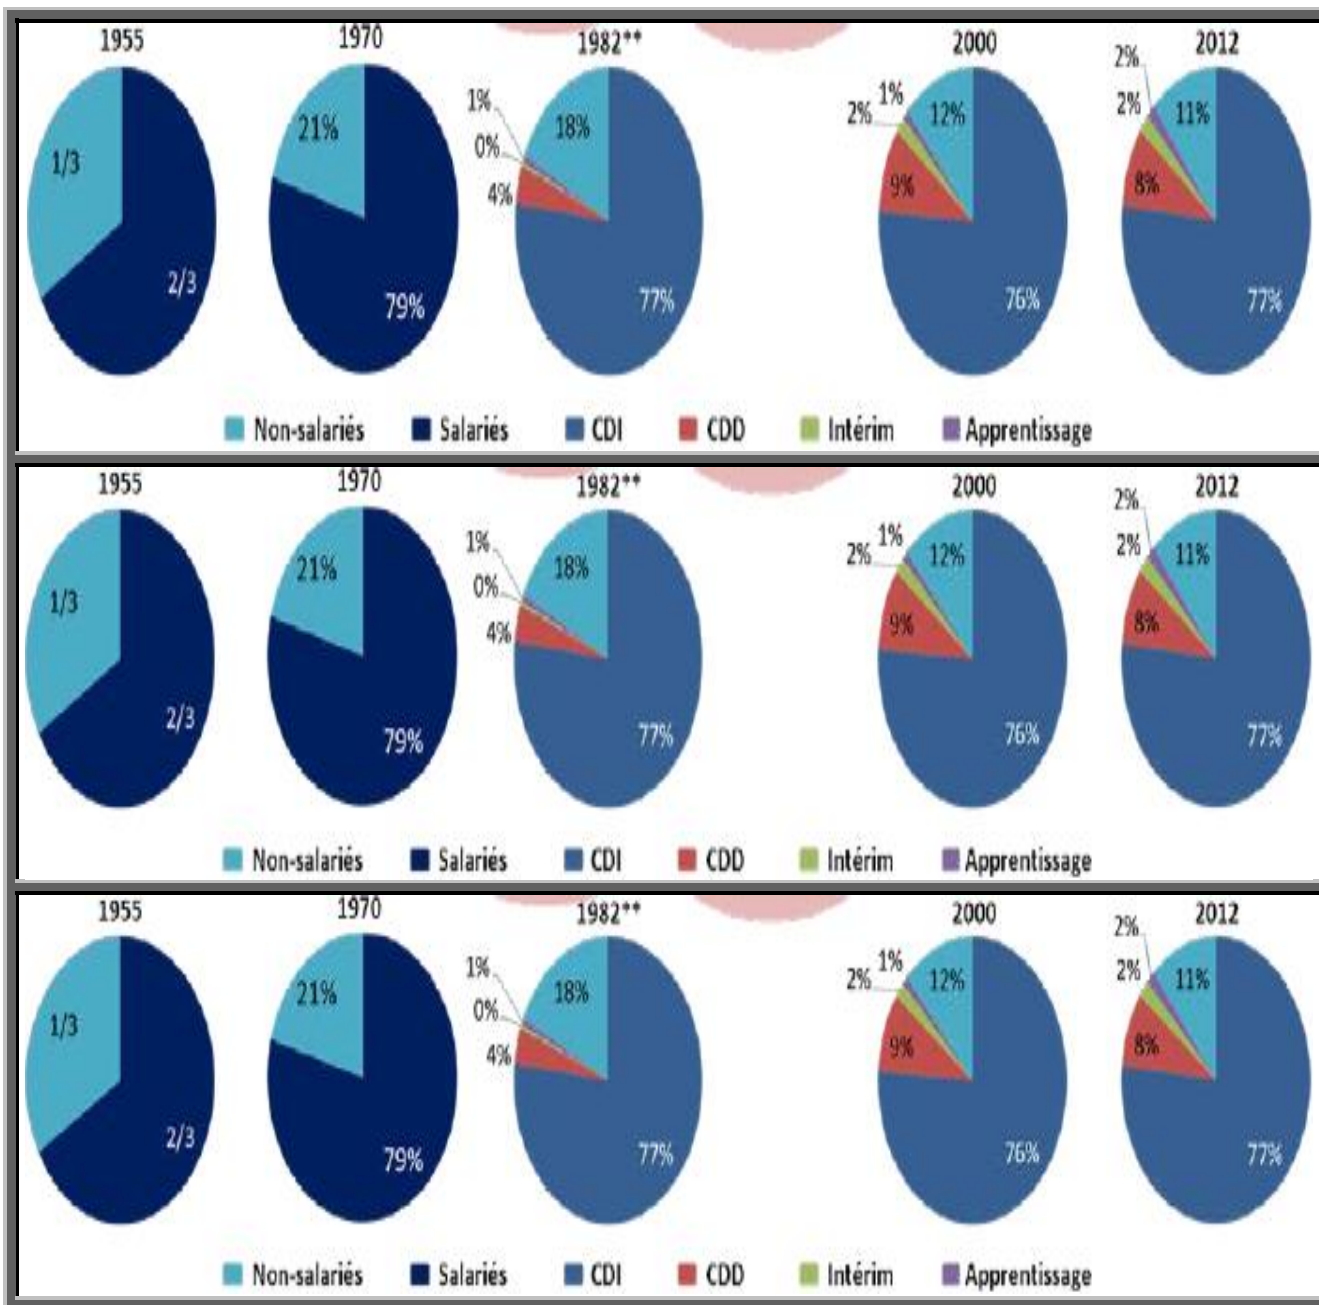 1955 1970 1982** 2000 2012
1/3 2/3
21% 79%
1% 0% 4% 18% 77%
2% 1% 12% 9% 76%
2% 2% 11% 8% 77%
Non-salariés Salariés CDI CDD Intérim Apprentissage
1955 1970 1982** 2000 2012
1/3 2/3
21% 79%
1% 0% 4% 18% 77%
2% 1% 12% 9% 76%
2% 2% 11% 8% 77%
Non-salariés Salariés CDI CDD Intérim Apprentissage
1955 1970 1982** 2000 2012
1/3 2/3
21% 79%
1% 0% 4% 18% 77%
2% 1% 12% 9% 76%
2% 2% 11% 8% 77%
Non-salariés Salariés CDI CDD Intérim Apprentissage